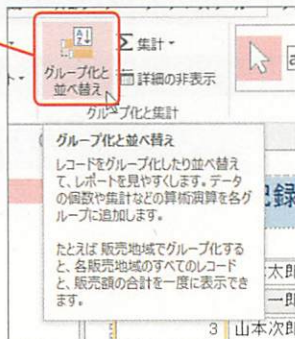 集計
グループ化と
並べ替え
詳細の非表示
グループ化と集計
グループ化と並べ替え
レコードをグループ化したり並べ替え
て、レポートを見やすくします。データ
の個数や集計などの算術演算を各グ
ループに追加します。
たとえば 販売地域でグループ化する
と、各販売地域のすべてのレコード
と、販売額の合計を一度に表示でき
ます。
録
太郎
一郎
3 山本次郎